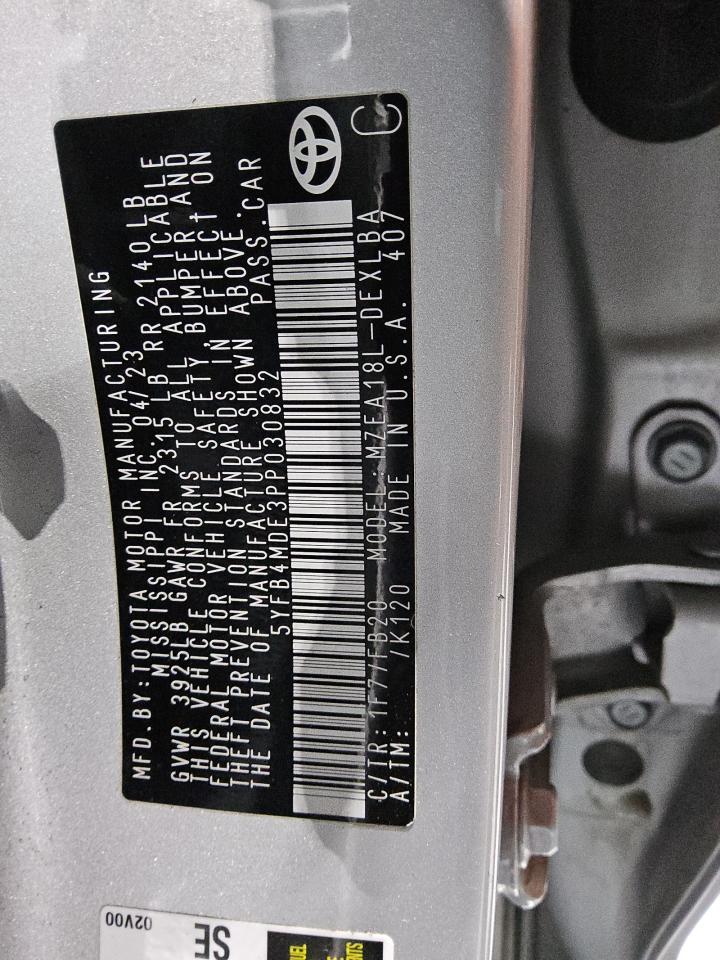 MFD.BY:TOYOTA MOTOR MANUFACTURING
MISSISSIPPI INC. 04/23
GVWR 3925LB GAWR FR 2315 LB RR 2140LB
THIS VEHICLE CONFORMS TO ALL APPLICABLE
FEDERAL MOTOR VEHICLE SAFETY, BUMPER, AND
THEFT PREVENTION STANDARDS IN EFFECT ON
THE DATE OF MANUFACTURE SHOWN ABOVE.
5YFB4MDE3PP030832 PASS.CAR
C/TR:1F7/FB20 MODEL:MZEA18L-DEXLBA C
A/TM: /K120 MADE IN U.S.A. 407
02V00
SE